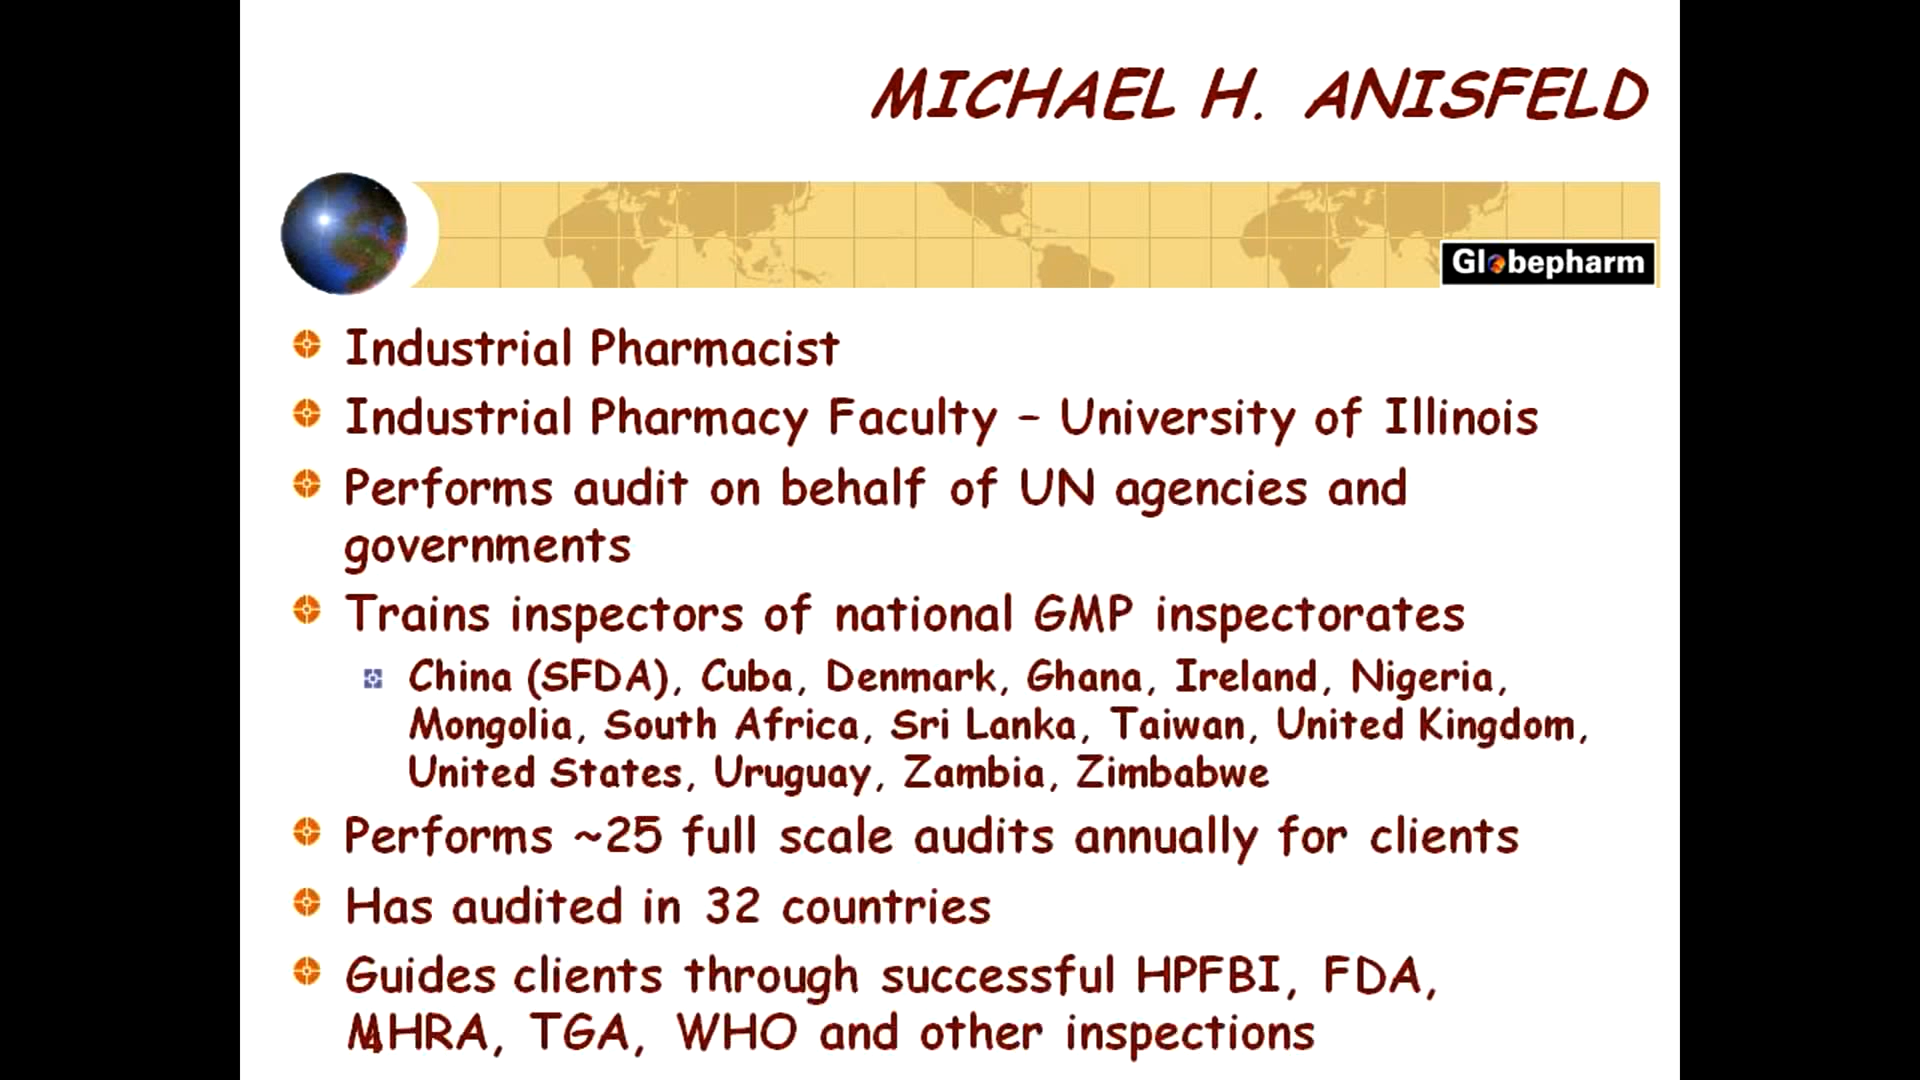 MICHAEL H. ANISFELD
Globepharm
Industrial Pharmacist
Industrial Pharmacy Faculty – University of Illinois
Performs audit on behalf of UN agencies and
governments
Trains inspectors of national GMP inspectorates
China (SFDA), Cuba, Denmark, Ghana, Ireland, Nigeria,
Mongolia, South Africa, Sri Lanka, Taiwan, United Kingdom,
United States, Uruguay, Zambia, Zimbabwe
Performs ~25 full scale audits annually for clients
Has audited in 32 countries
Guides clients through successful HPFBI, FDA,
MHRA, TGA, WHO and other inspections
4